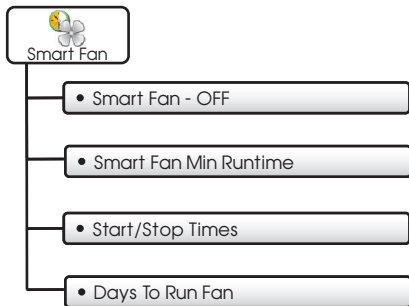 Smart Fan
• Smart Fan - OFF
• Smart Fan Min Runtime
• Start/Stop Times
• Days To Run Fan